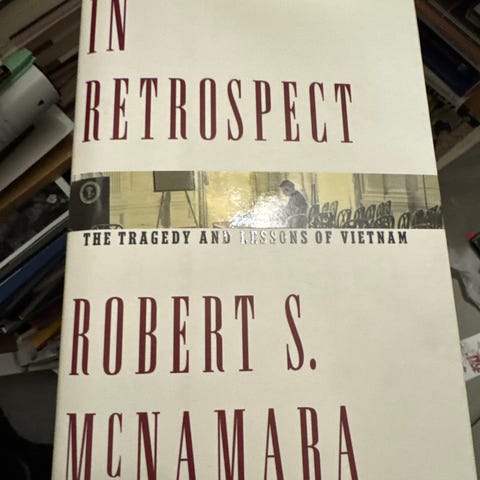 IN
RETROSPECT
THE TRAGEDY AND LESSONS OF VIETNAM
ROBERT S.
MCNAMARA